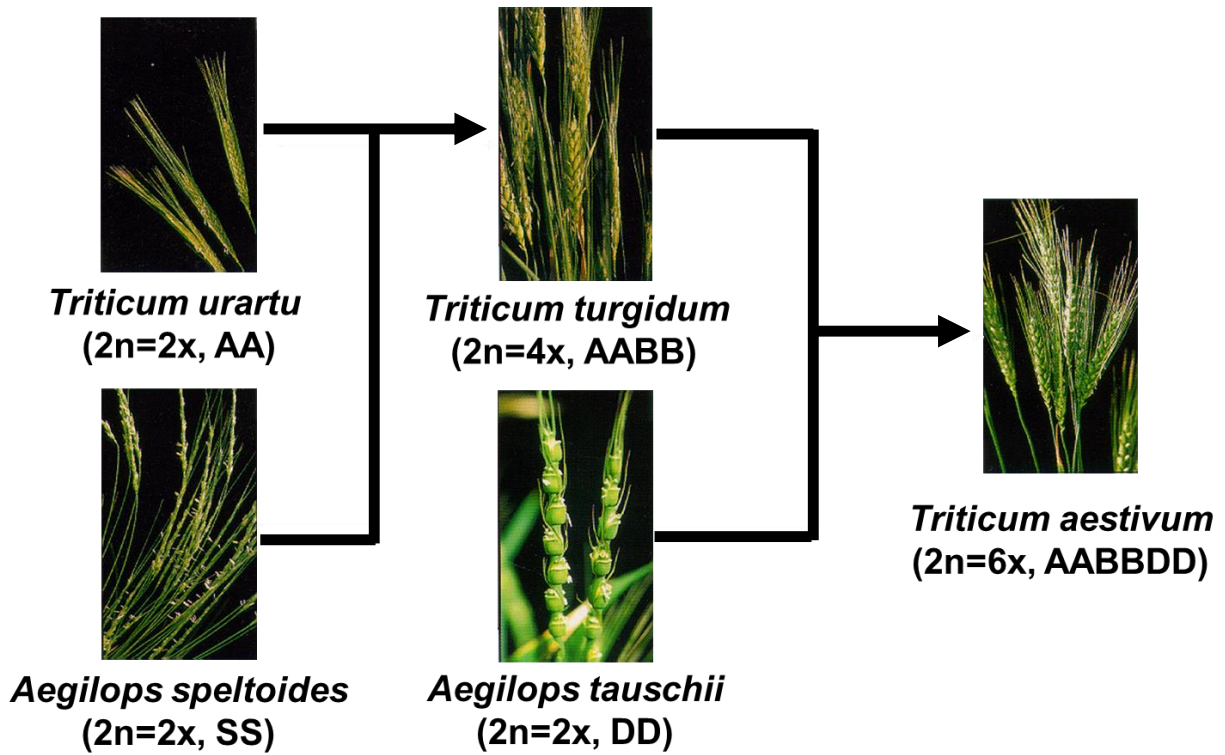 Triticum urartu
(2n=2x, AA)
Triticum turgidum
(2n=4x, AABB)
Triticum aestivum
(2n=6x, AABBDD)
Aegilops speltoides
(2n=2x, SS)
Aegilops tauschii
(2n=2x, DD)